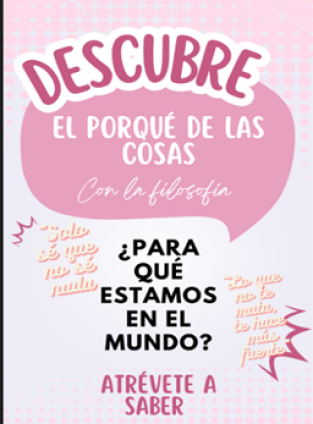 DESCUBRE
EL PORQUÉ DE LAS
COSAS
Con la filosofía
"Solo
sé que
no sé
nada
¿PARA
QUÉ
ESTAMOS
EN EL
MUNDO?
"Lo que
no te
mata,
te hace
más
fuerte"
ATRÉVETE A
SABER